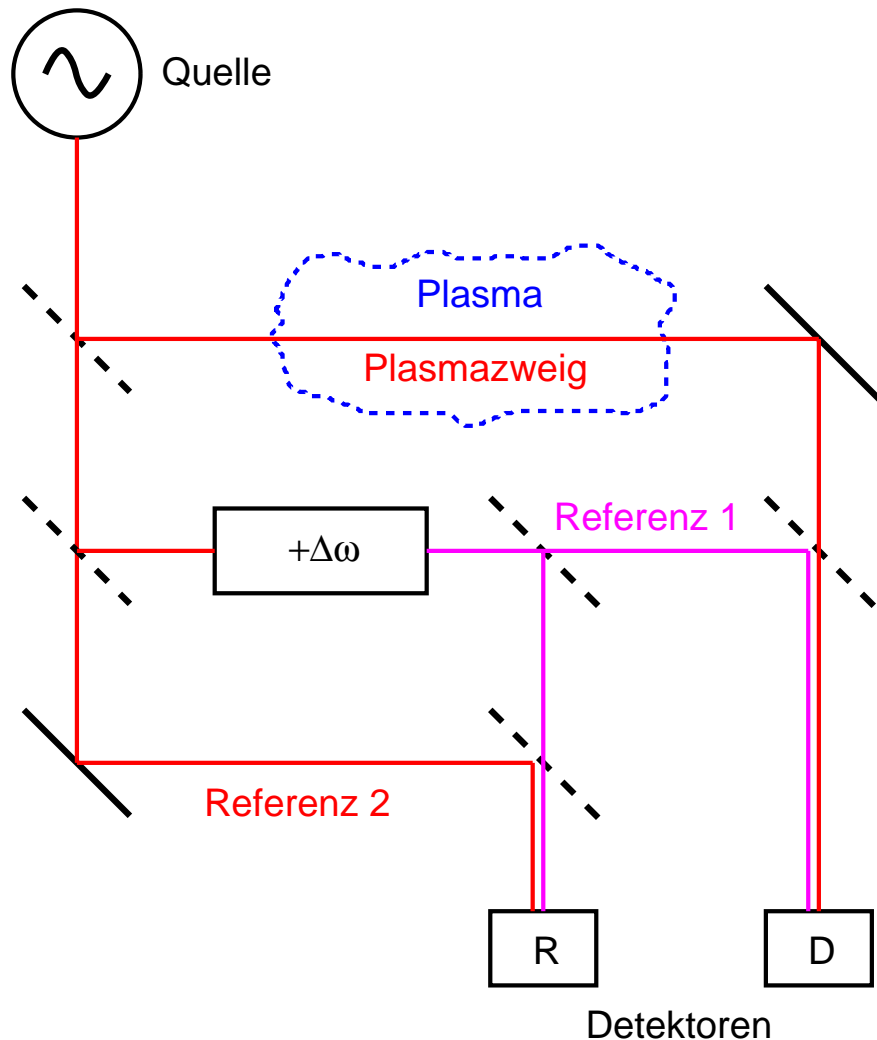 Quelle
Plasma
Plasmazweig
Referenz 1
+Δω
Referenz 2
R
D
Detektoren